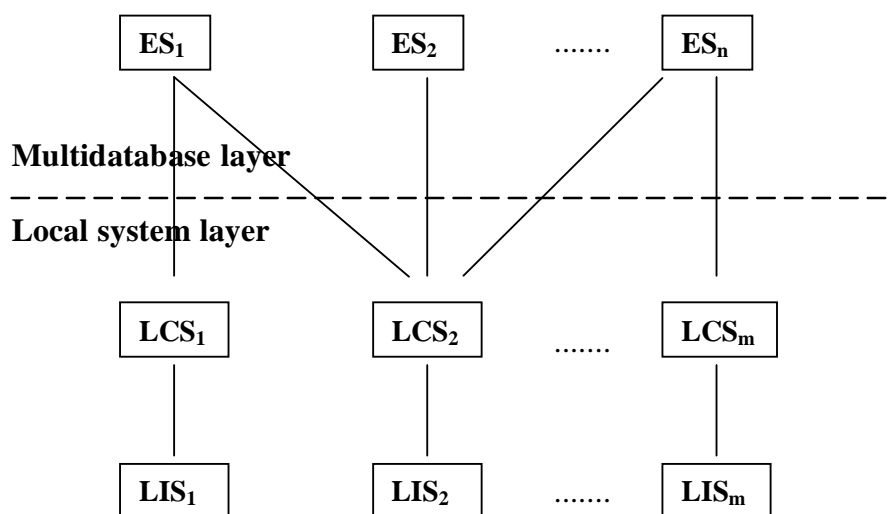 ES₁ ES₂ ....... ESₙ
Multidatabase layer
Local system layer
LCS₁ LCS₂ ....... LCSₘ
LIS₁ LIS₂ ....... LISₘ